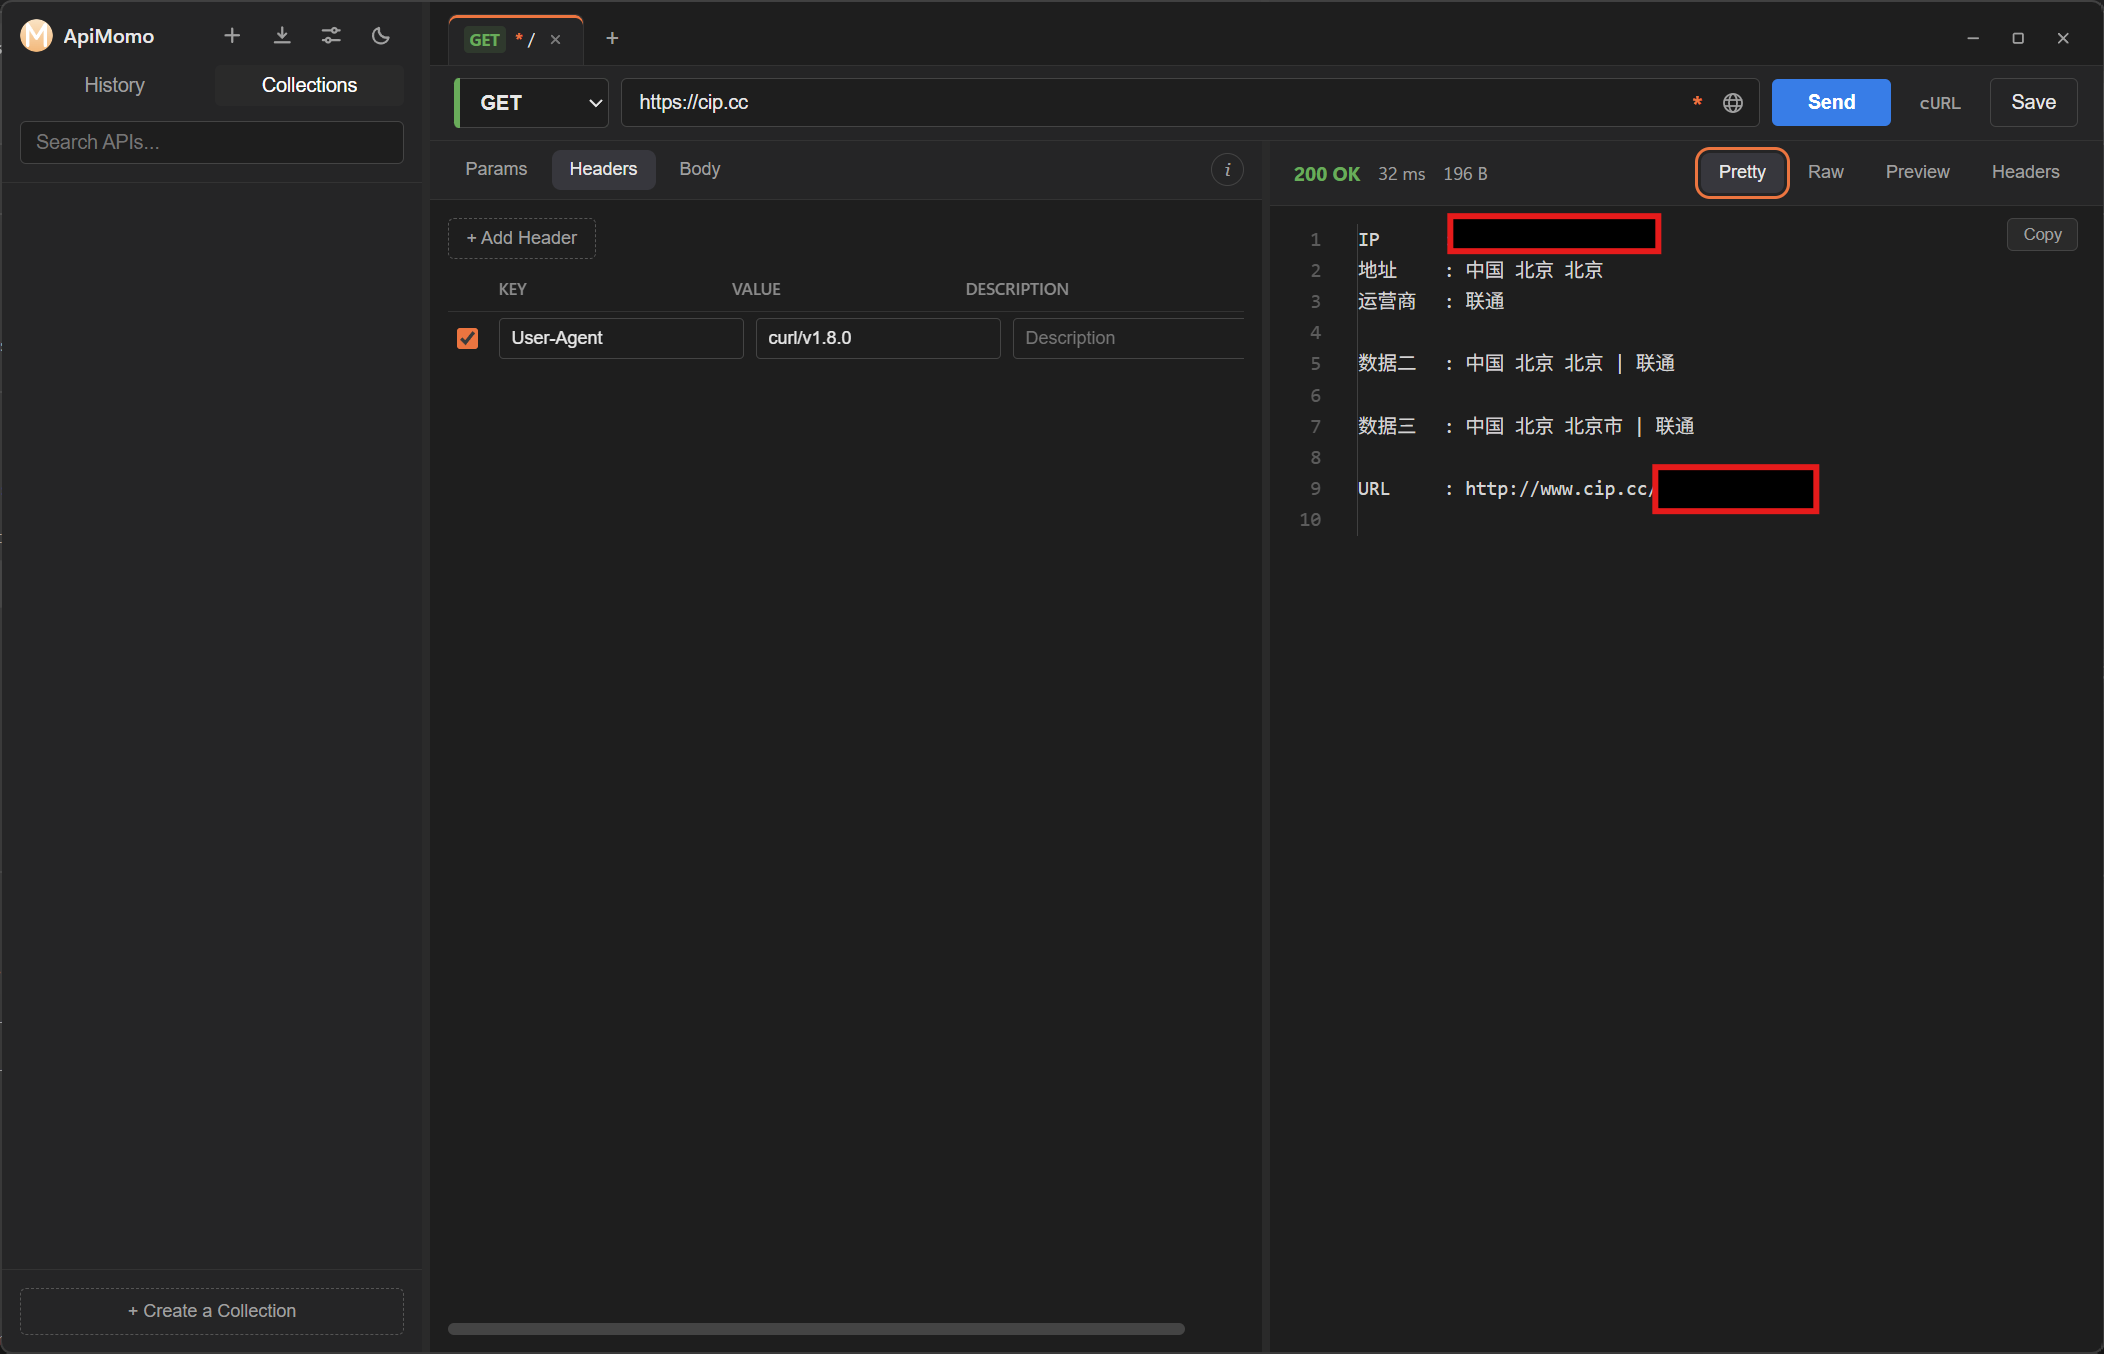 ApiMomo
History
Collections
Search APIs...
+ Create a Collection
GET * /
GET
https://cip.cc
*
Send
cURL
Save
Params
Headers
Body
i
+ Add Header
KEY
VALUE
DESCRIPTION
User-Agent
curl/v1.8.0
Description
200 OK
32 ms
196 B
Pretty
Raw
Preview
Headers
Copy
1 IP
2 地址 : 中国 北京 北京
3 运营商 : 联通
4
5 数据二 : 中国 北京 北京 | 联通
6
7 数据三 : 中国 北京 北京市 | 联通
8
9 URL : http://www.cip.cc/
10